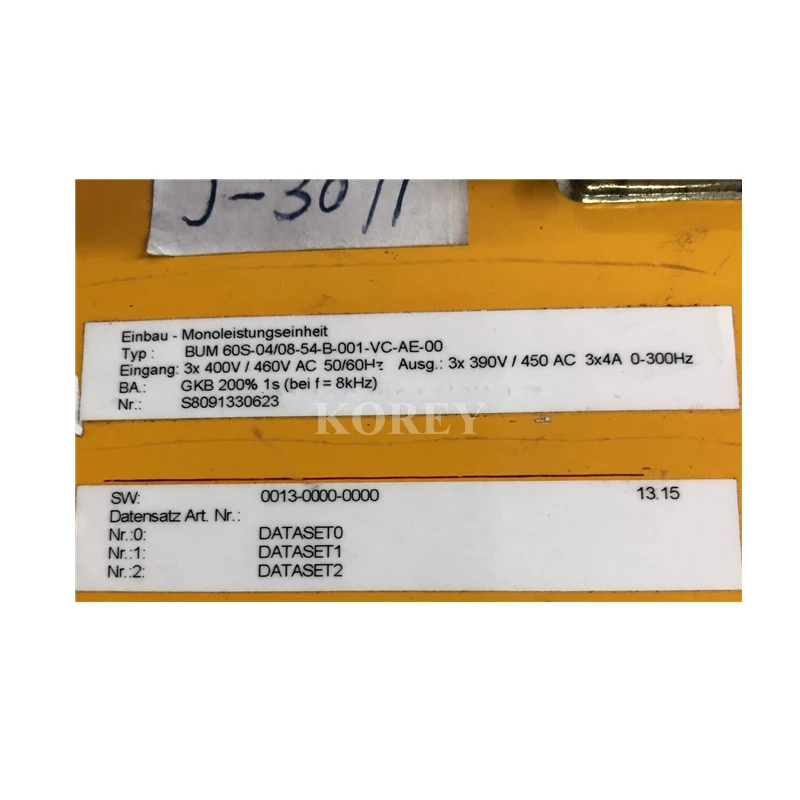 J-3011
Einbau - Monoleistungseinheit
Typ : BUM 60S-04/08-54-B-001-VC-AE-00
Eingang: 3x 400V / 460V AC 50/60Hz Ausg.: 3x 390V / 450 AC 3x4A 0-300Hz
BA.: GKB 200% 1s (bei f = 8kHz)
Nr.: S8091330623
KOREY
SW: 0013-0000-0000 13.15
Datensatz Art. Nr.:
Nr.:0: DATASET0
Nr.:1: DATASET1
Nr.:2: DATASET2